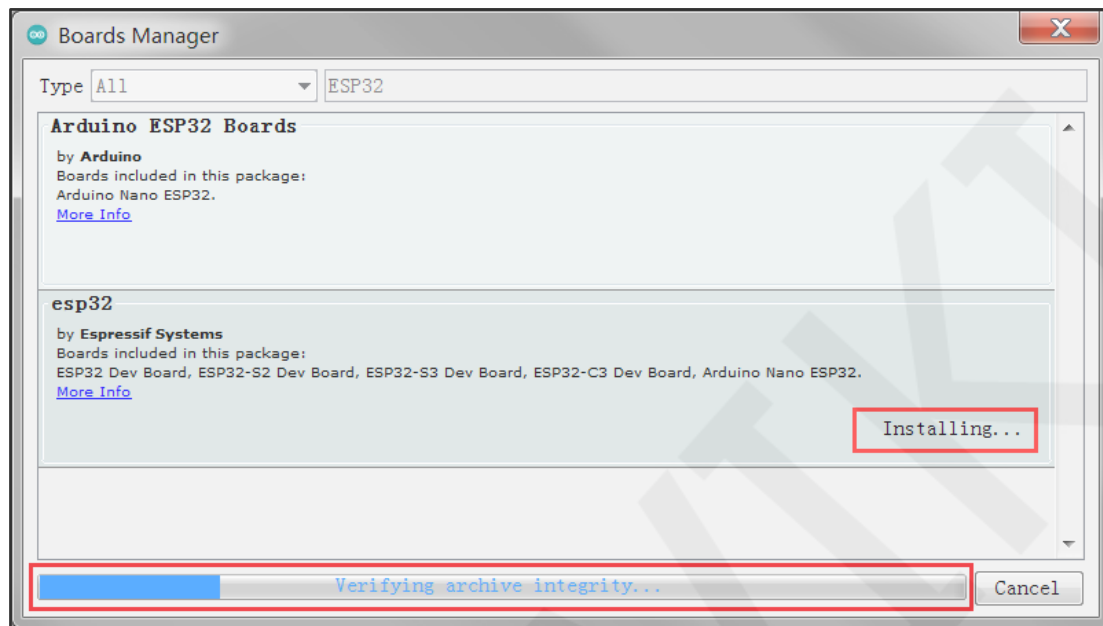 Boards Manager
Type All ESP32
Arduino ESP32 Boards
by Arduino
Boards included in this package:
Arduino Nano ESP32.
More Info
esp32
by Espressif Systems
Boards included in this package:
ESP32 Dev Board, ESP32-S2 Dev Board, ESP32-S3 Dev Board, ESP32-C3 Dev Board, Arduino Nano ESP32.
More Info
Installing...
Verifying archive integrity... Cancel